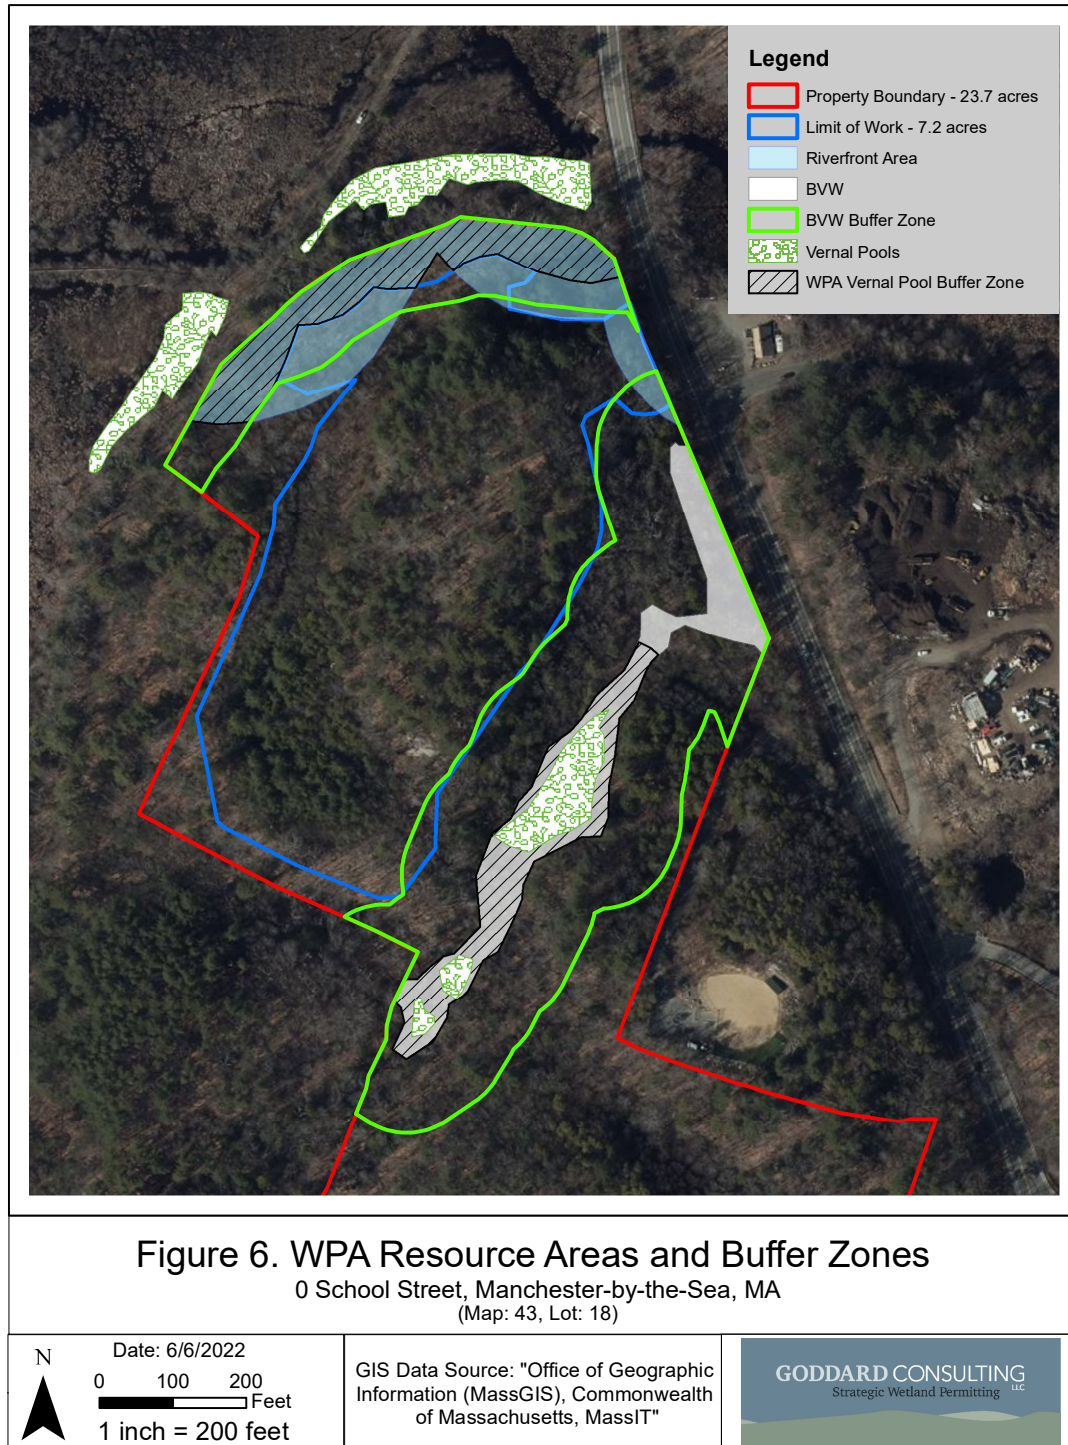 Legend
Property Boundary - 23.7 acres
Limit of Work - 7.2 acres
Riverfront Area
BVW
BVW Buffer Zone
Vernal Pools
WPA Vernal Pool Buffer Zone
Figure 6. WPA Resource Areas and Buffer Zones
0 School Street, Manchester-by-the-Sea, MA
(Map: 43, Lot: 18)
N
Date: 6/6/2022
0 100 200
Feet
1 inch = 200 feet
GIS Data Source: "Office of Geographic
Information (MassGIS), Commonwealth
of Massachusetts, MassIT"
GODDARD CONSULTING
LLC
Strategic Wetland Permitting